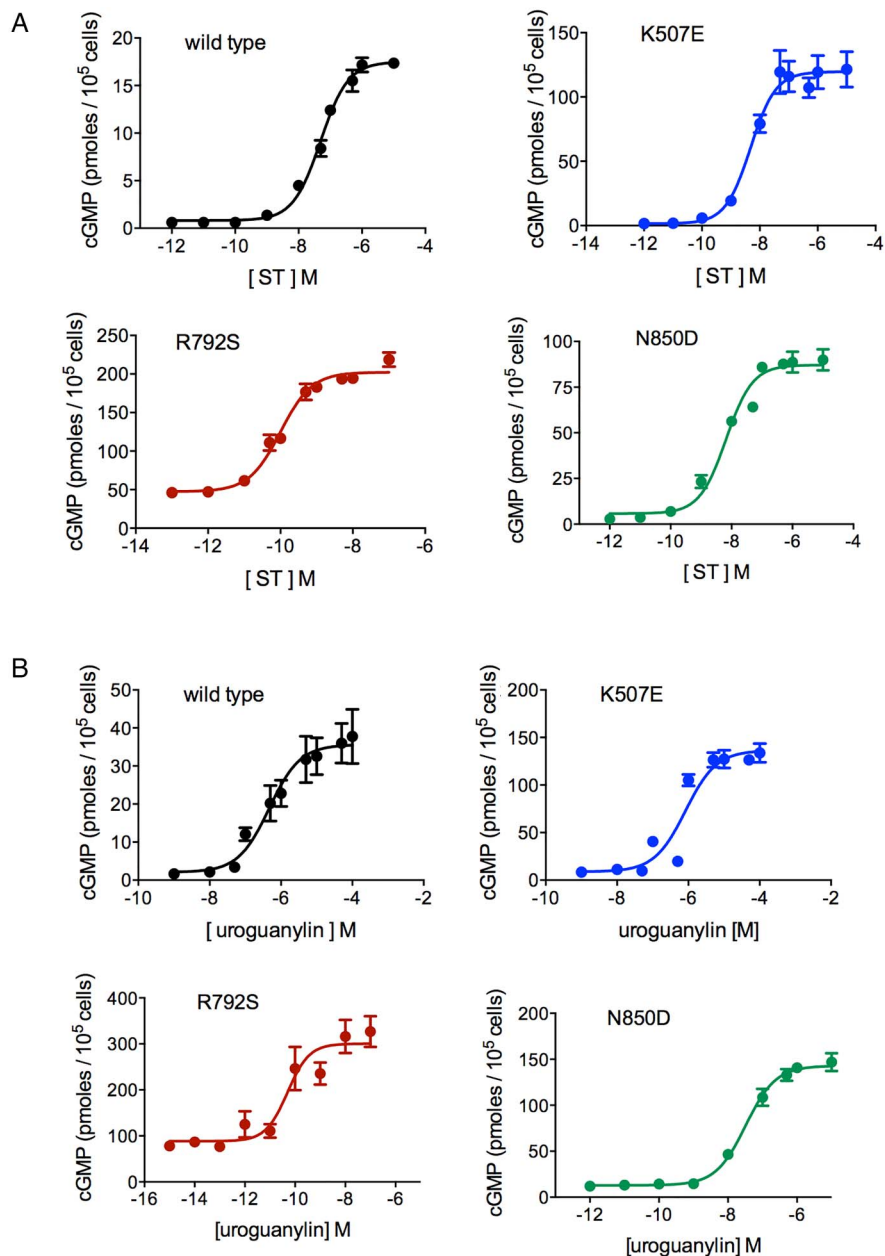 A
wild type
cGMP (pmoles / 10⁵ cells)
20
15
10
5
0
-12 -10 -8 -6 -4
[ ST ] M
K507E
cGMP (pmoles / 10⁵ cells)
150
100
50
0
-14 -12 -10 -8 -6 -4
[ ST ] M
R792S
cGMP (pmoles / 10⁵ cells)
250
200
150
100
50
0
-14 -12 -10 -8 -6
[ ST ] M
N850D
cGMP (pmoles / 10⁵ cells)
100
75
50
25
0
-12 -10 -8 -6 -4
[ ST ] M
B
wild type
cGMP (pmoles / 10⁵ cells)
50
40
30
20
10
0
-10 -8 -6 -4 -2
[ uroguanylin ] M
K507E
cGMP (pmoles / 10⁵ cells)
200
150
100
50
0
-10 -8 -6 -4 -2
uroguanylin [M]
R792S
cGMP (pmoles / 10⁵ cells)
400
300
200
100
0
-16 -14 -12 -10 -8 -6
[uroguanylin] M
N850D
cGMP (pmoles / 10⁵ cells)
200
150
100
50
0
-12 -10 -8 -6
[uroguanylin] M